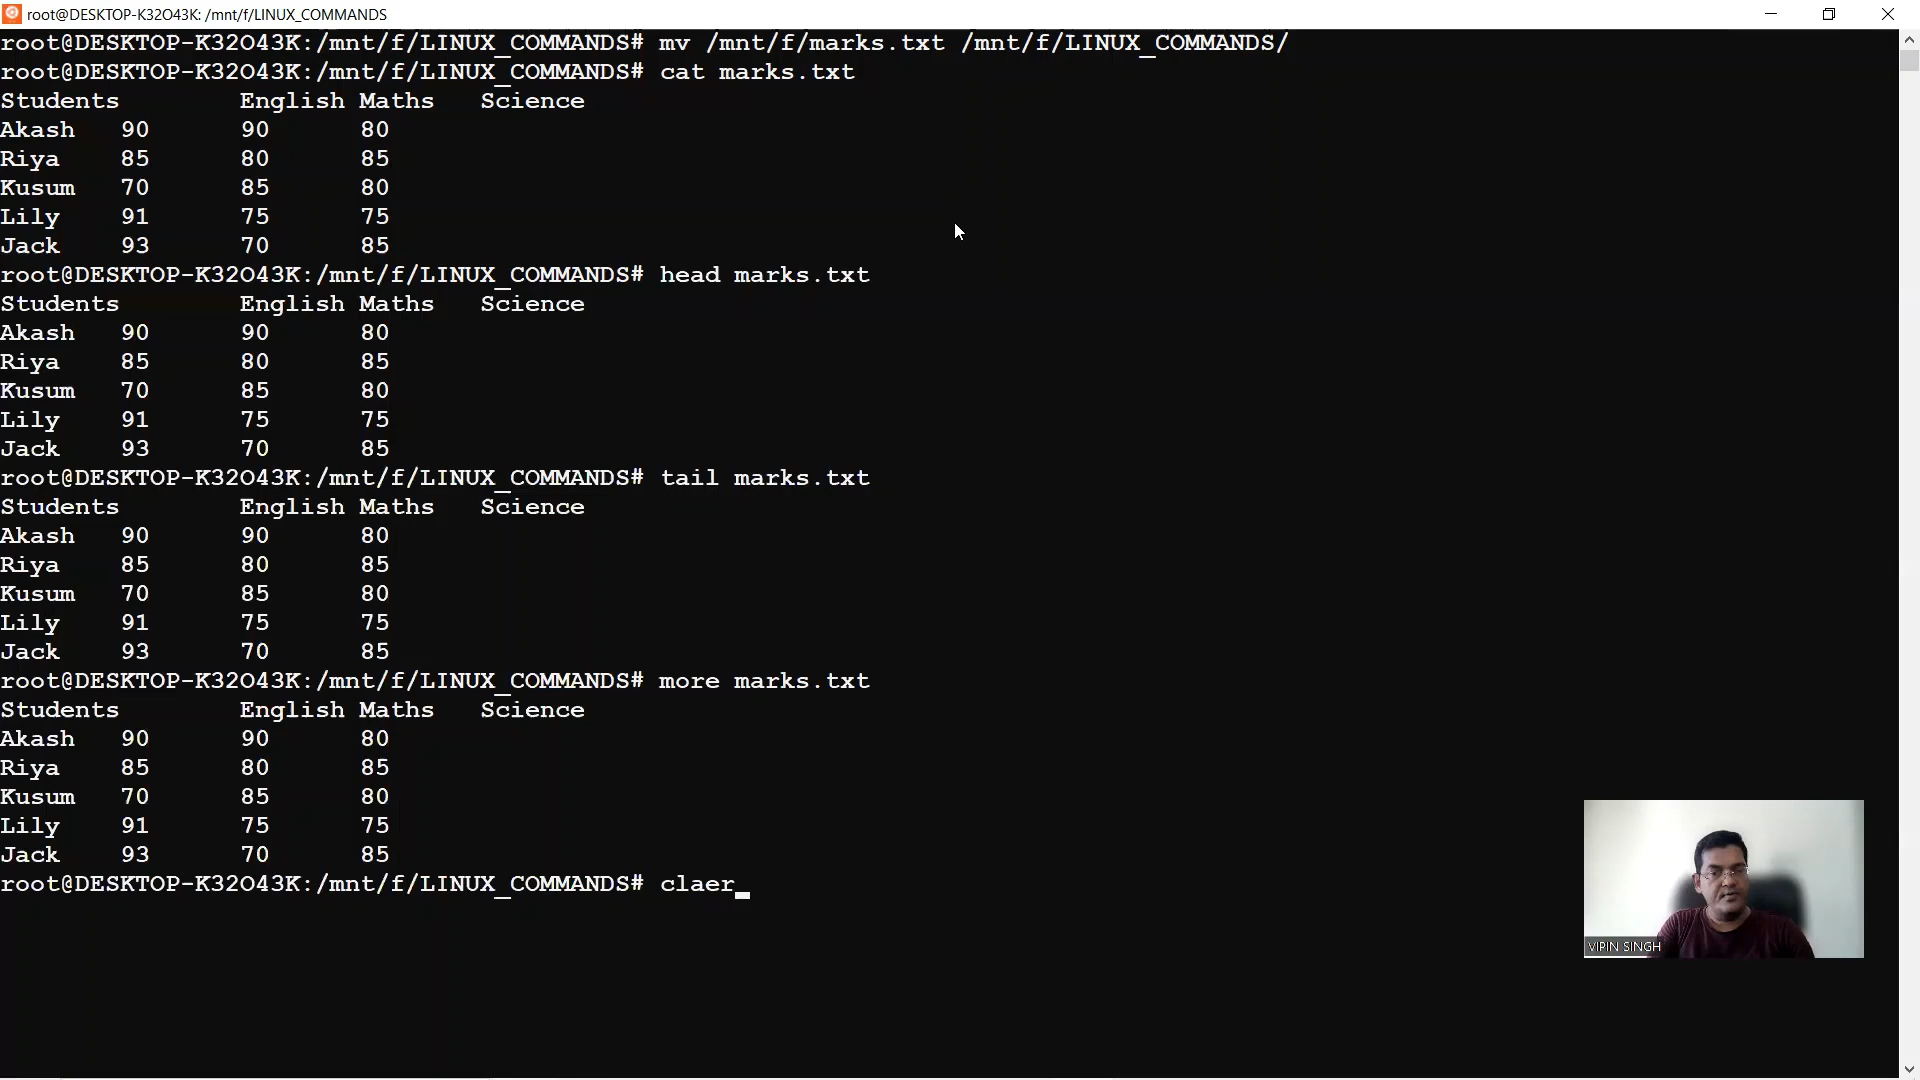 root@DESKTOP-K32O43K: /mnt/f/LINUX_COMMANDS
root@DESKTOP-K32O43K:/mnt/f/LINUX_COMMANDS# mv /mnt/f/marks.txt /mnt/f/LINUX_COMMANDS/
root@DESKTOP-K32O43K:/mnt/f/LINUX_COMMANDS# cat marks.txt
Students English Maths Science
Akash 90 90 80
Riya 85 80 85
Kusum 70 85 80
Lily 91 75 75
Jack 93 70 85
root@DESKTOP-K32O43K:/mnt/f/LINUX_COMMANDS# head marks.txt
Students English Maths Science
Akash 90 90 80
Riya 85 80 85
Kusum 70 85 80
Lily 91 75 75
Jack 93 70 85
root@DESKTOP-K32O43K:/mnt/f/LINUX_COMMANDS# tail marks.txt
Students English Maths Science
Akash 90 90 80
Riya 85 80 85
Kusum 70 85 80
Lily 91 75 75
Jack 93 70 85
root@DESKTOP-K32O43K:/mnt/f/LINUX_COMMANDS# more marks.txt
Students English Maths Science
Akash 90 90 80
Riya 85 80 85
Kusum 70 85 80
Lily 91 75 75
Jack 93 70 85
root@DESKTOP-K32O43K:/mnt/f/LINUX_COMMANDS# claer
VIPIN SINGH